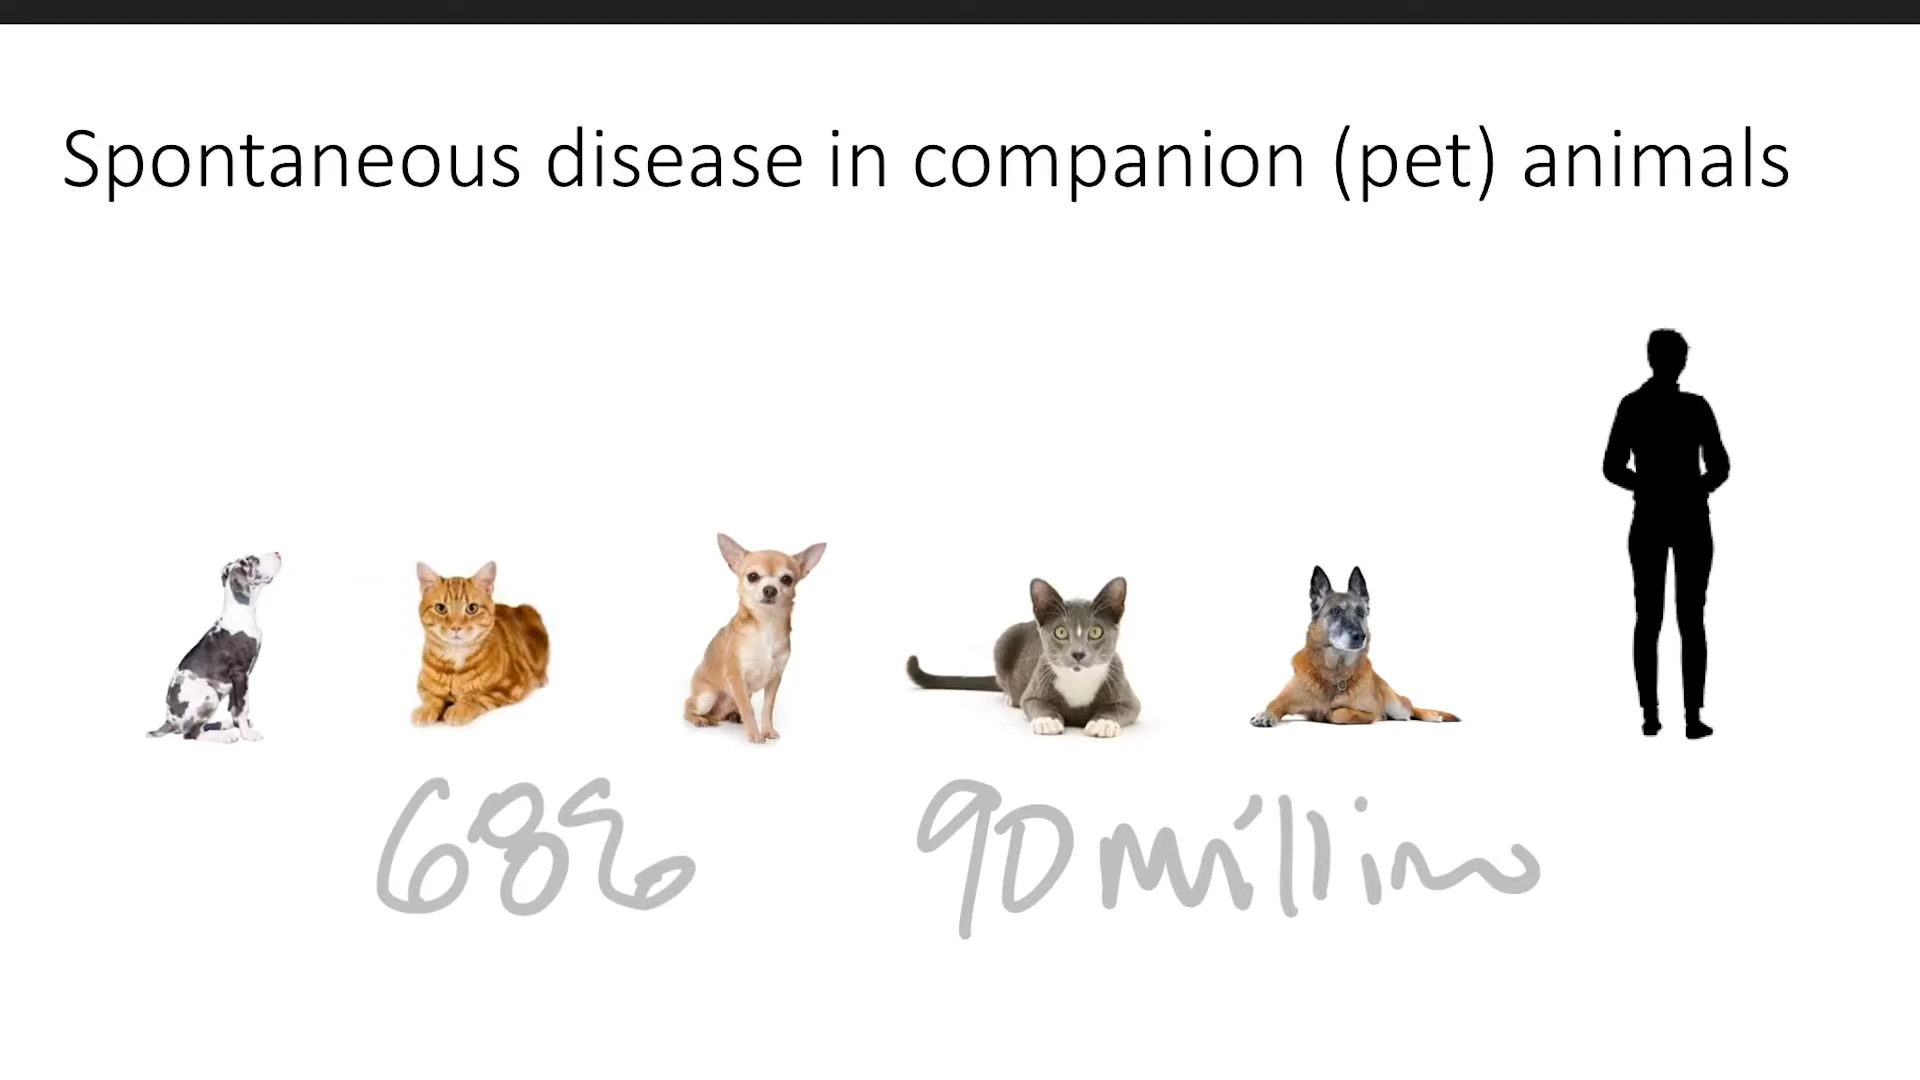 Spontaneous disease in companion (pet) animals
68% 90 million